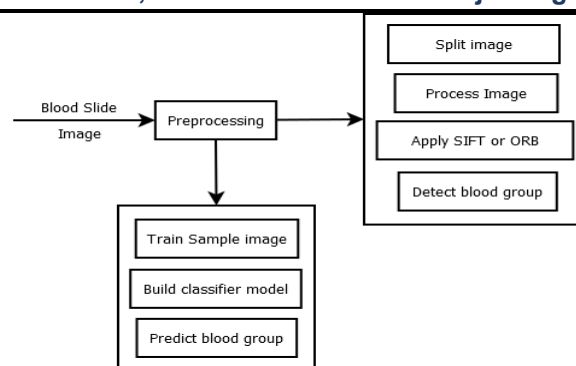 Split image
Process Image
Apply SIFT or ORB
Detect blood group
Blood Slide
Image
Preprocessing
Train Sample image
Build classifier model
Predict blood group